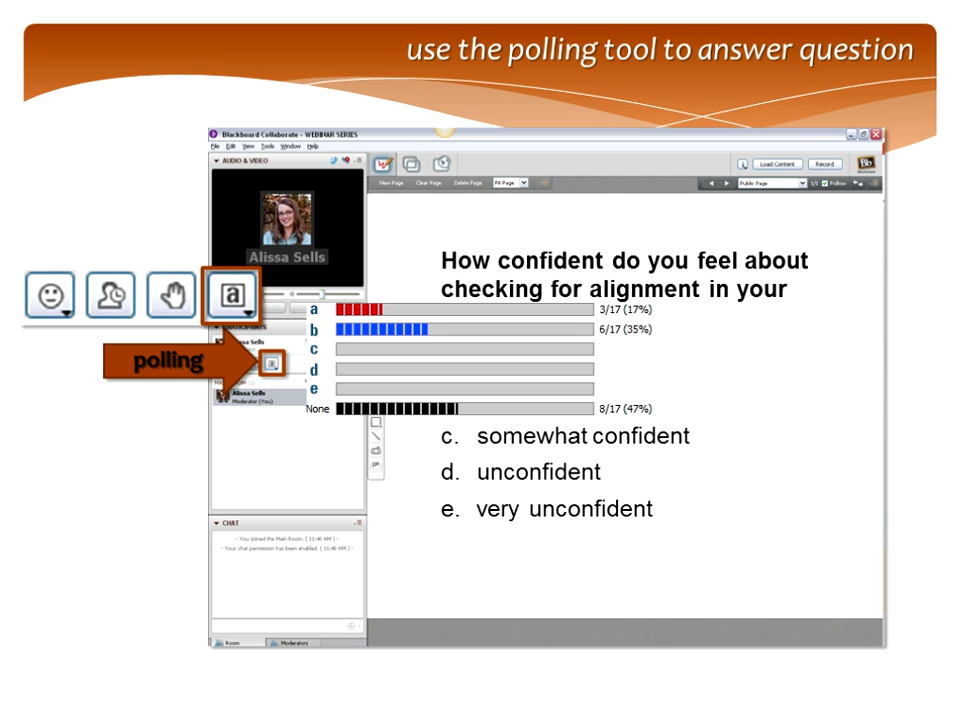 use the polling tool to answer question
Blackboard Collaborate - WEBINAR SERIES
File Edit View Tools Window Help
AUDIO & VIDEO
Load Content
Record
Bb
New Page
Clear Page
Delete Page
Fit Page
Public Page
1/1
Follow
Alissa Sells
How confident do you feel about
checking for alignment in your
a 3/17 (17%)
b 6/17 (35%)
c
d
e
None 8/17 (47%)
a
PARTICIPANTS
Alissa Sells
polling
a
Alissa Sells
Moderator (You)
c. somewhat confident
d. unconfident
e. very unconfident
CHAT
- You joined the Main Room. ( 11:40 AM ) -
- Your chat permission has been enabled. ( 11:40 AM ) -
Room
Moderators